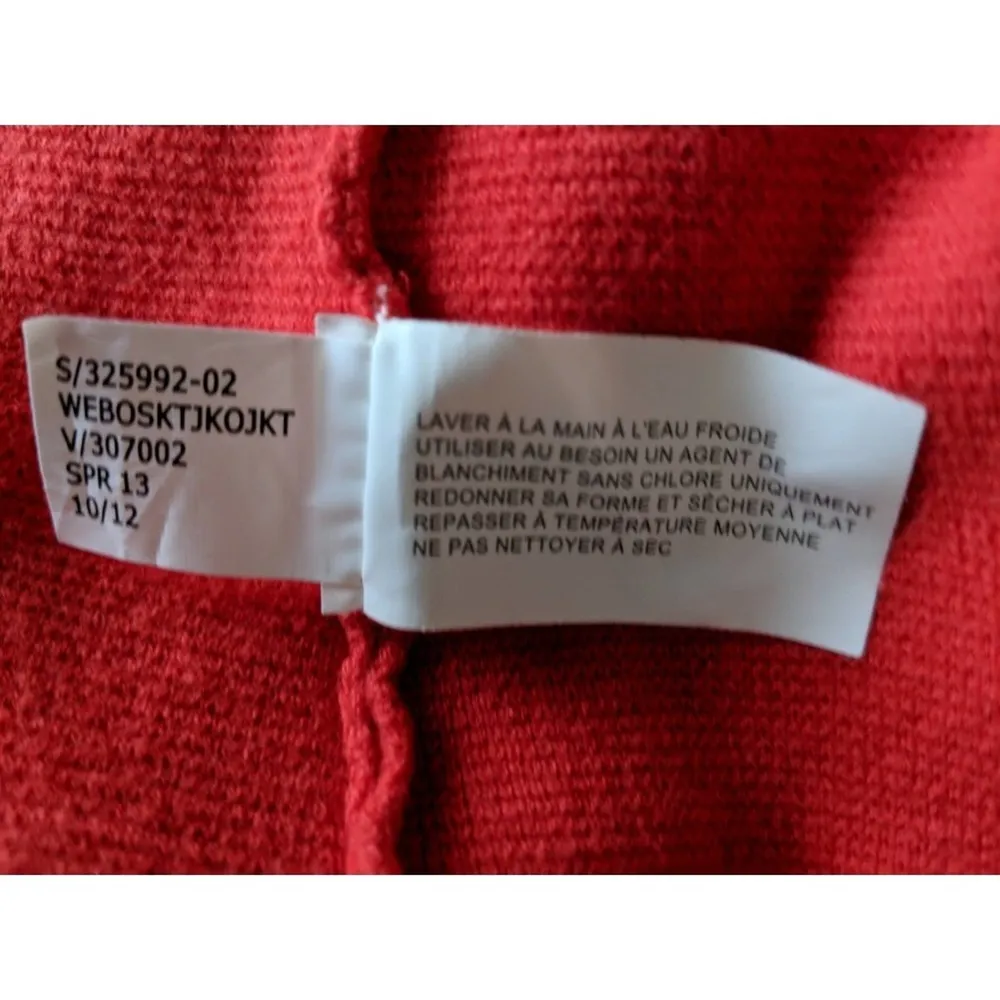 S/325992-02
WEBOSKTJKOJKT
V/307002
SPR 13
10/12
LAVER À LA MAIN À L'EAU FROIDE
UTILISER AU BESOIN UN AGENT DE
BLANCHIMENT SANS CHLORE UNIQUEMENT
REDONNER SA FORME ET SÉCHER À PLAT
REPASSER À TEMPÉRATURE MOYENNE
NE PAS NETTOYER À SEC